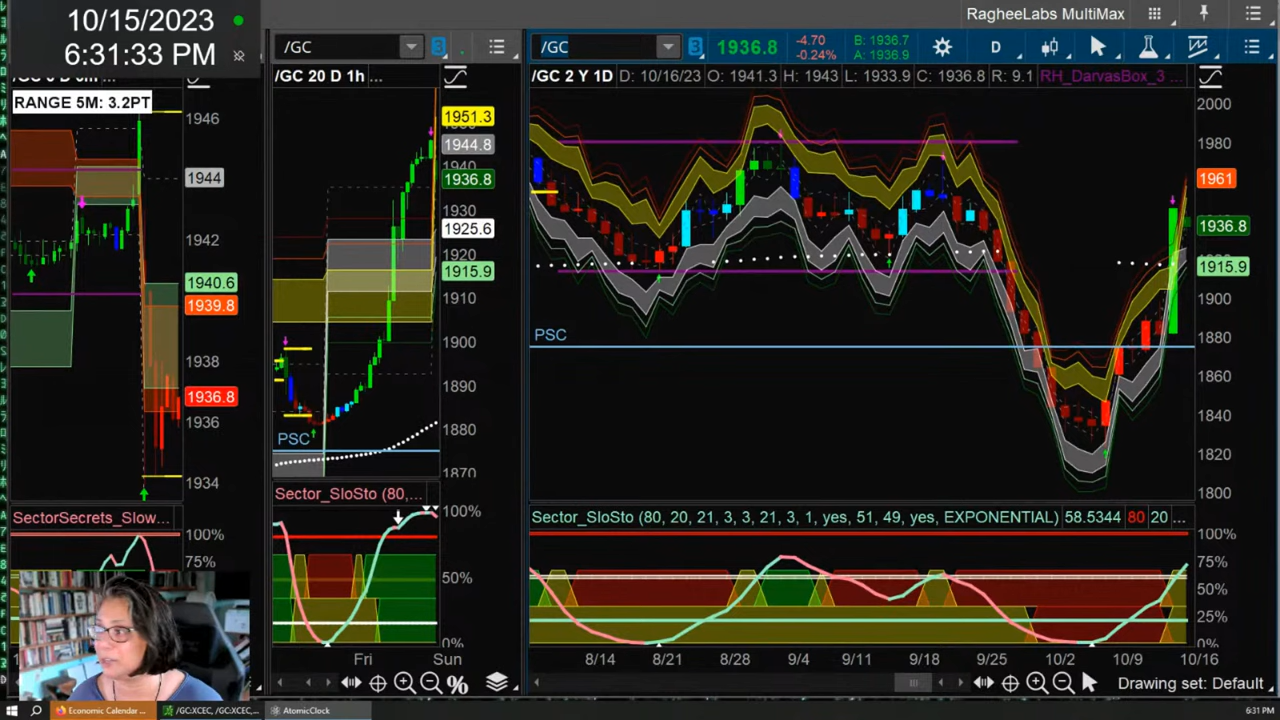 10/15/2023
6:31:33 PM
RagheeLabs MultiMax
/GC
3
/GC
3
1936.8
-4.70
-0.24%
B: 1936.7
A: 1936.9
D
/GC 20 D 1h...
/GC 2 Y 1D
D: 10/16/23
O: 1941.3
H: 1943
L: 1933.9
C: 1936.8
R: 9.1
RH_DarvasBox_3 ...
RANGE 5M: 3.2PT
1946
1944
1942
1940.6
1939.8
1938
1936.8
1936
1934
1951.3
1944.8
1940
1936.8
1930
1925.6
1920
1915.9
1910
1900
1890
1880
1870
PSC
2000
1980
1961
1936.8
1915.9
1900
1880
1860
1840
1820
1800
PSC
SectorSecrets_Slow...
100%
75%
Sector_SloSto (80,...
100%
50%
0%
Sector_SloSto (80, 20, 21, 3, 3, 21, 3, 1, yes, 51, 49, yes, EXPONENTIAL)
58.5344
80
20
...
100%
75%
50%
25%
0%
Fri
Sun
8/14
8/21
8/28
9/4
9/11
9/18
9/25
10/2
10/9
10/16
%
Drawing set: Default
Economic Calendar ...
/GC:XCEC, /GC:XCEC,...
AtomicClock
6:31 PM